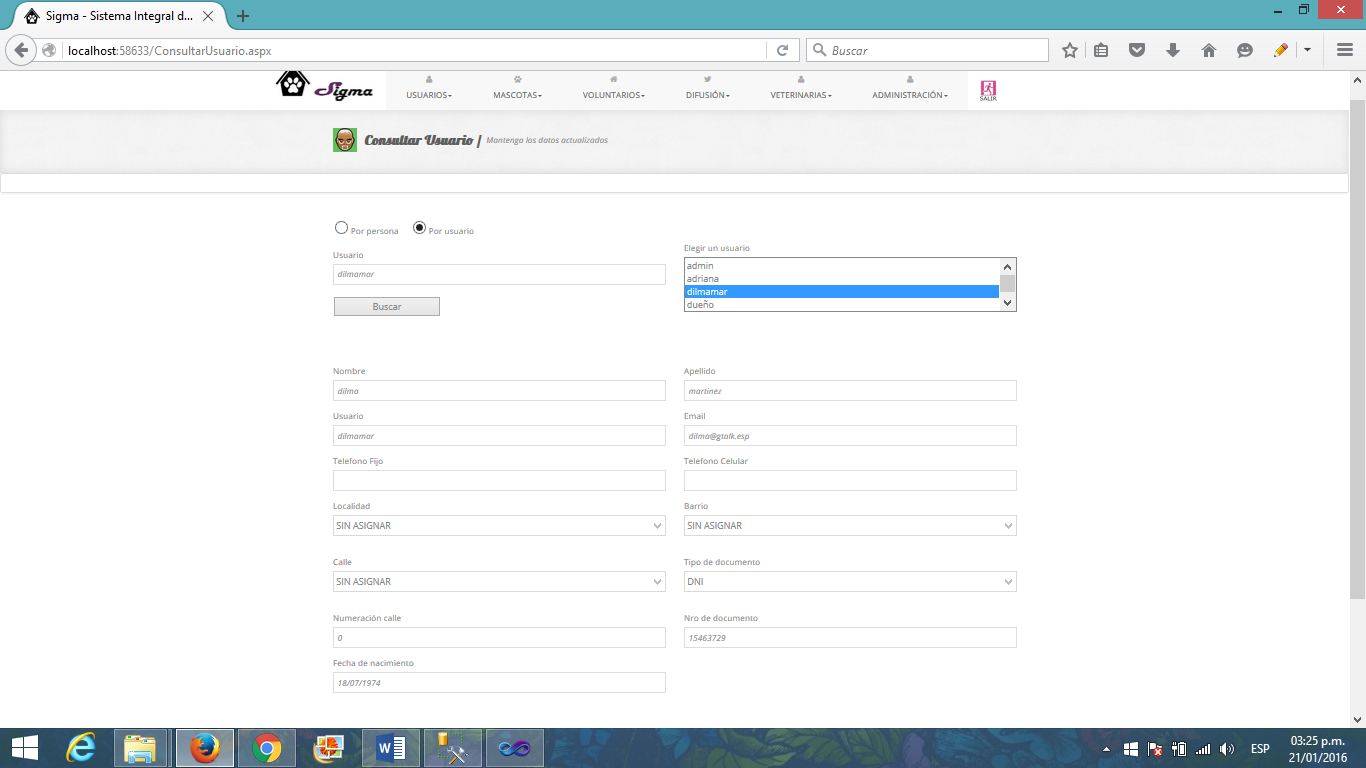 Sigma - Sistema Integral d...
localhost:58633/ConsultarUsuario.aspx
Buscar
Sigma
USUARIOS
MASCOTAS
VOLUNTARIOS
DIFUSIÓN
VETERINARIAS
ADMINISTRACIÓN
SALIR
Consultar Usuario | Mantenga los datos actualizados
Por persona
Por usuario
Usuario
dilmamar
Buscar
Elegir un usuario
admin
adriana
dilmamar
dueño
Nombre
dilma
Apellido
martinez
Usuario
dilmamar
Email
dilma@gtalk.esp
Telefono Fijo
Telefono Celular
Localidad
SIN ASIGNAR
Barrio
SIN ASIGNAR
Calle
SIN ASIGNAR
Tipo de documento
DNI
Numeración calle
0
Nro de documento
15463729
Fecha de nacimiento
18/07/1974
ESP
03:25 p.m.
21/01/2016